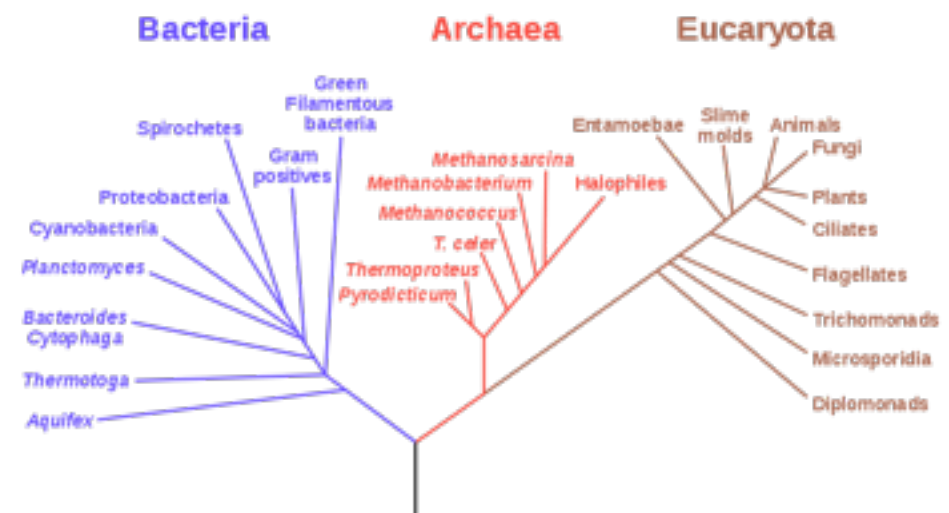 Bacteria
Archaea
Eucaryota
Green
Filamentous
bacteria
Spirochetes
Gram
positives
Proteobacteria
Cyanobacteria
Planctomyces
Bacteroides
Cytophaga
Thermotoga
Aquifex
Methanosarcina
Methanobacterium
Halophiles
Methanococcus
T. celer
Thermoproteus
Pyrodicticum
Entamoebae
Slime
molds
Animals
Fungi
Plants
Ciliates
Flagellates
Trichomonads
Microsporidia
Diplomonads